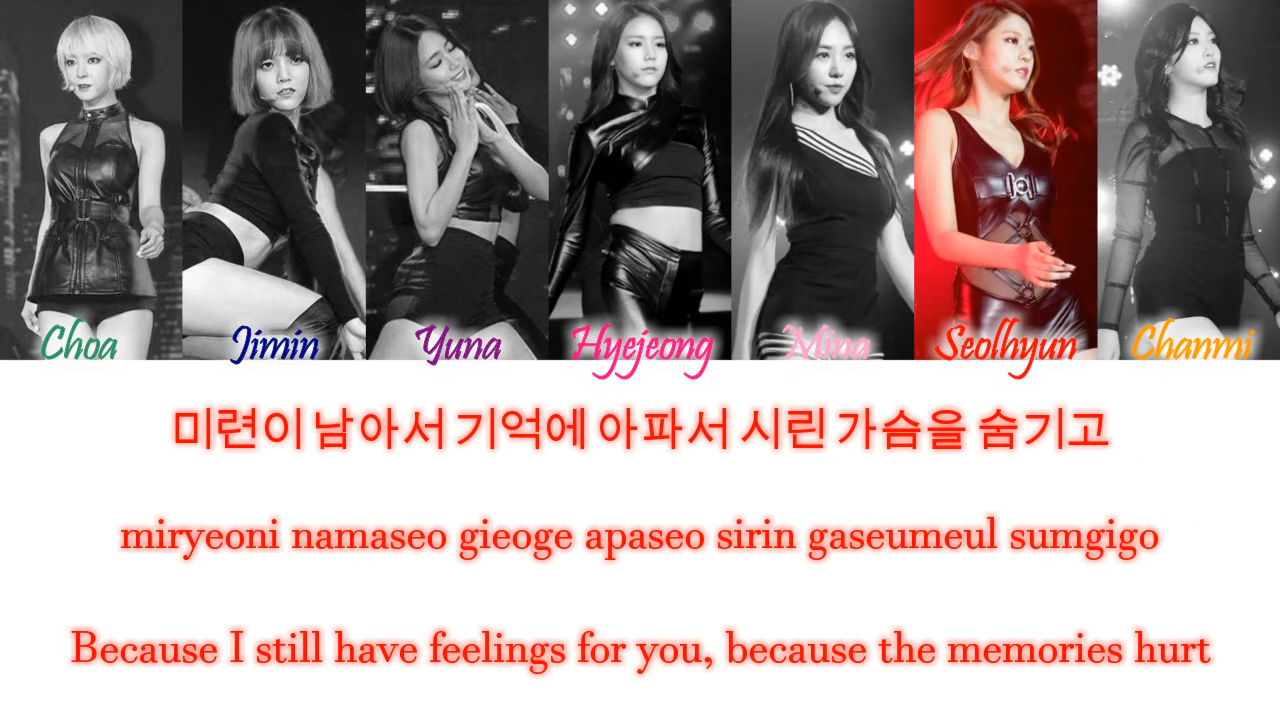 Choa Jimin Yuna Hyejeong Mina Seolhyun Chanmi
미련이 남아서 기억에 아파서 시린 가슴을 숨기고
miryeoni namaseo gieoge apaseo sirin gaseumeul sumgigo
Because I still have feelings for you, because the memories hurt